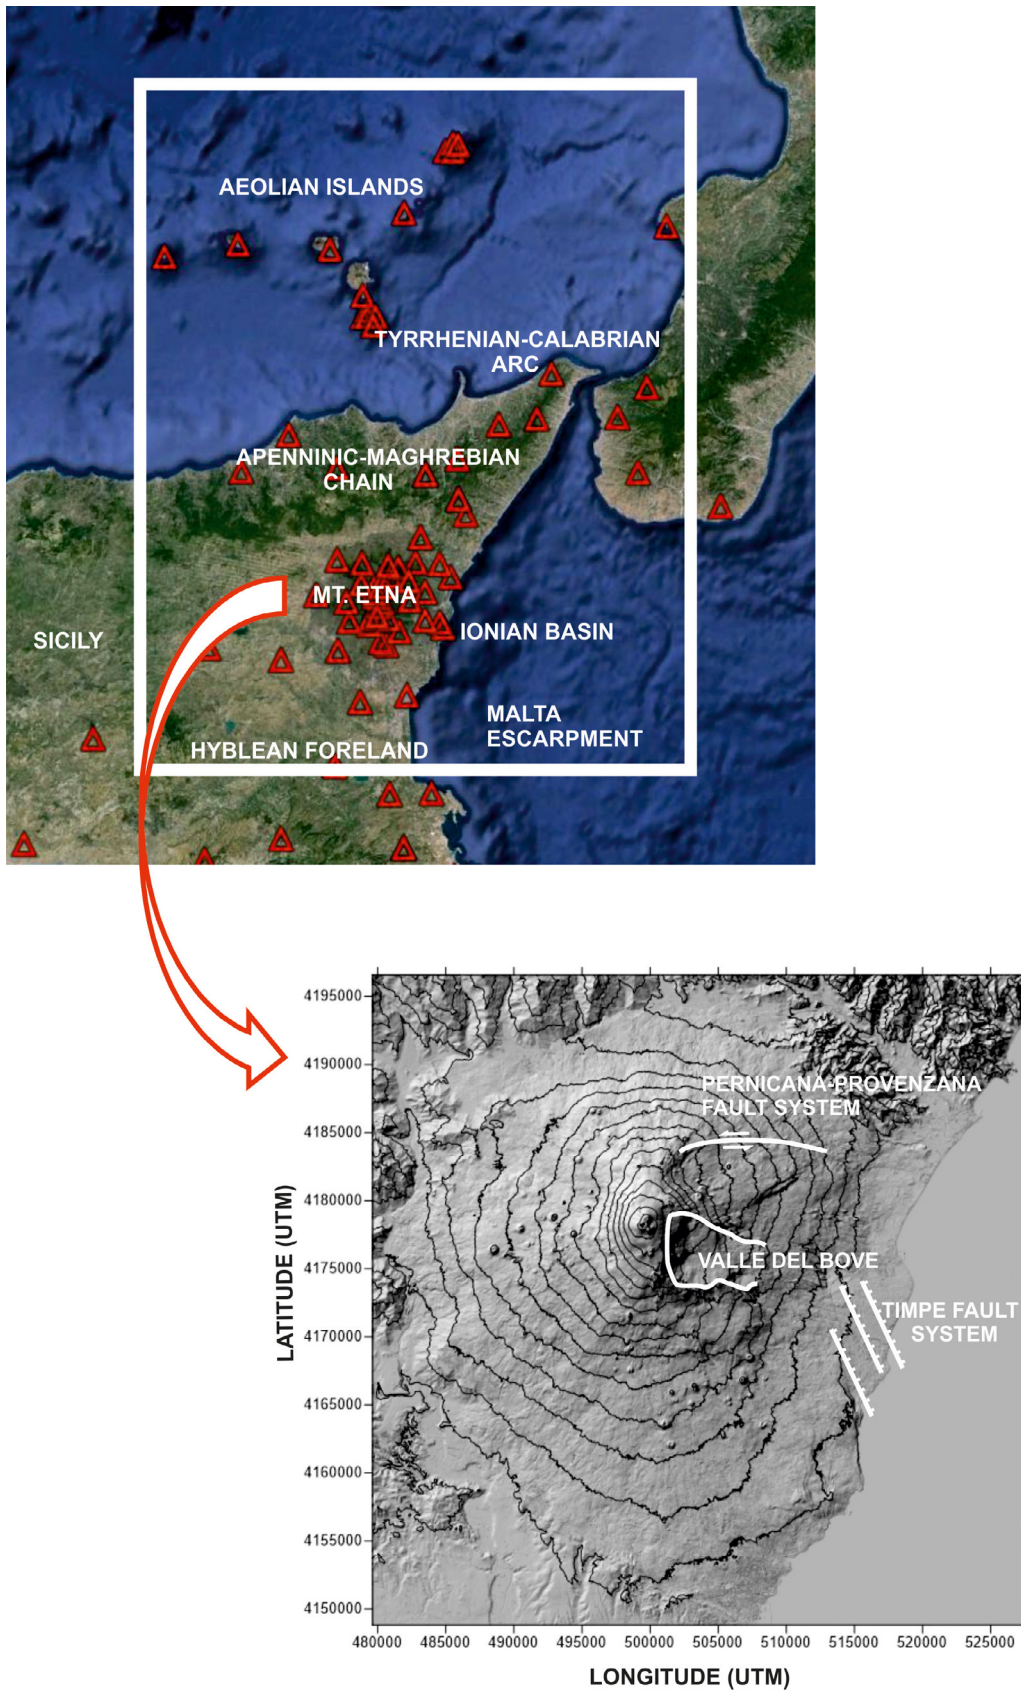 AEOLIAN ISLANDS
TYRRHENIAN-CALABRIAN
ARC
APENNINIC-MAGHREBIAN
CHAIN
MT. ETNA
SICILY
IONIAN BASIN
MALTA
ESCARPMENT
HYBLEAN FORELAND
4195000
4190000
4185000
4180000
4175000
4170000
4165000
4160000
4155000
4150000
LATITUDE (UTM)
PERNICANA-PROVENZANA
FAULT SYSTEM
VALLE DEL BOVE
TIMPE FAULT
SYSTEM
480000 485000 490000 495000 500000 505000 510000 515000 520000 525000
LONGITUDE (UTM)